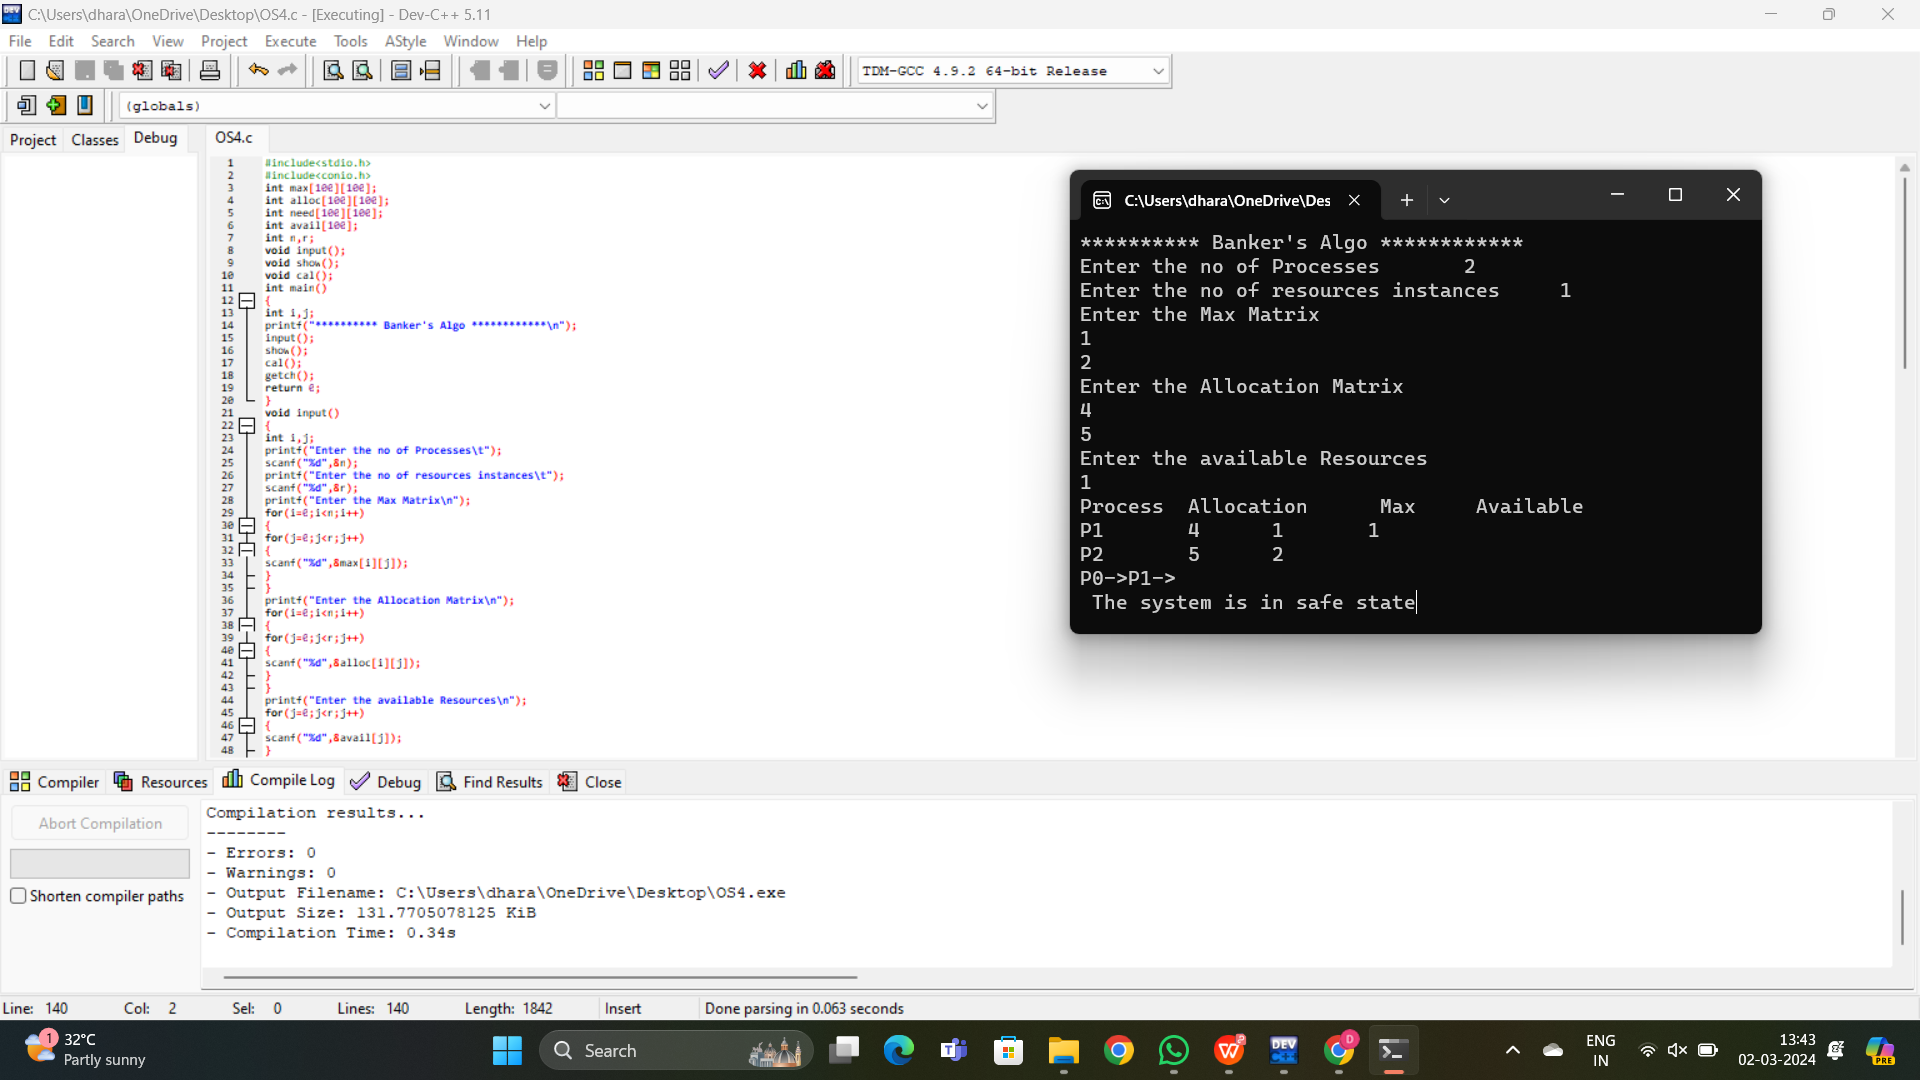 C:\Users\dhara\OneDrive\Desktop\OS4.c - [Executing] - Dev-C++ 5.11
File Edit Search View Project Execute Tools AStyle Window Help
TDM-GCC 4.9.2 64-bit Release
(globals)
Project Classes Debug OS4.c
1 #include<stdio.h>
2 #include<conio.h>
3 int max[100][100];
4 int alloc[100][100];
5 int need[100][100];
6 int avail[100];
7 int n,r;
8 void input();
9 void show();
10 void cal();
11 int main()
12 {
13 int i,j;
14 printf("********** Banker's Algo ************\n");
15 input();
16 show();
17 cal();
18 getch();
19 return 0;
20 }
21 void input()
22 {
23 int i,j;
24 printf("Enter the no of Processes\t");
25 scanf("%d",&n);
26 printf("Enter the no of resources instances\t");
27 scanf("%d",&r);
28 printf("Enter the Max Matrix\n");
29 for(i=0;i<n;i++)
30 {
31 for(j=0;j<r;j++)
32 {
33 scanf("%d",&max[i][j]);
34 }
35 }
36 printf("Enter the Allocation Matrix\n");
37 for(i=0;i<n;i++)
38 {
39 for(j=0;j<r;j++)
40 {
41 scanf("%d",&alloc[i][j]);
42 }
43 }
44 printf("Enter the available Resources\n");
45 for(j=0;j<r;j++)
46 {
47 scanf("%d",&avail[j]);
48 }
C:\Users\dhara\OneDrive\Des
********** Banker's Algo ************
Enter the no of Processes 2
Enter the no of resources instances 1
Enter the Max Matrix
1
2
Enter the Allocation Matrix
4
5
Enter the available Resources
1
Process Allocation Max Available
P1 4 1 1
P2 5 2
P0->P1->
The system is in safe state
Compiler Resources Compile Log Debug Find Results Close
Abort Compilation
Shorten compiler paths
Compilation results...
--------
- Errors: 0
- Warnings: 0
- Output Filename: C:\Users\dhara\OneDrive\Desktop\OS4.exe
- Output Size: 131.7705078125 KiB
- Compilation Time: 0.34s
Line: 140 Col: 2 Sel: 0 Lines: 140 Length: 1842 Insert Done parsing in 0.063 seconds
1
32°C
Partly sunny
Search
DEV
D
ENG
IN
13:43
02-03-2024
PRE